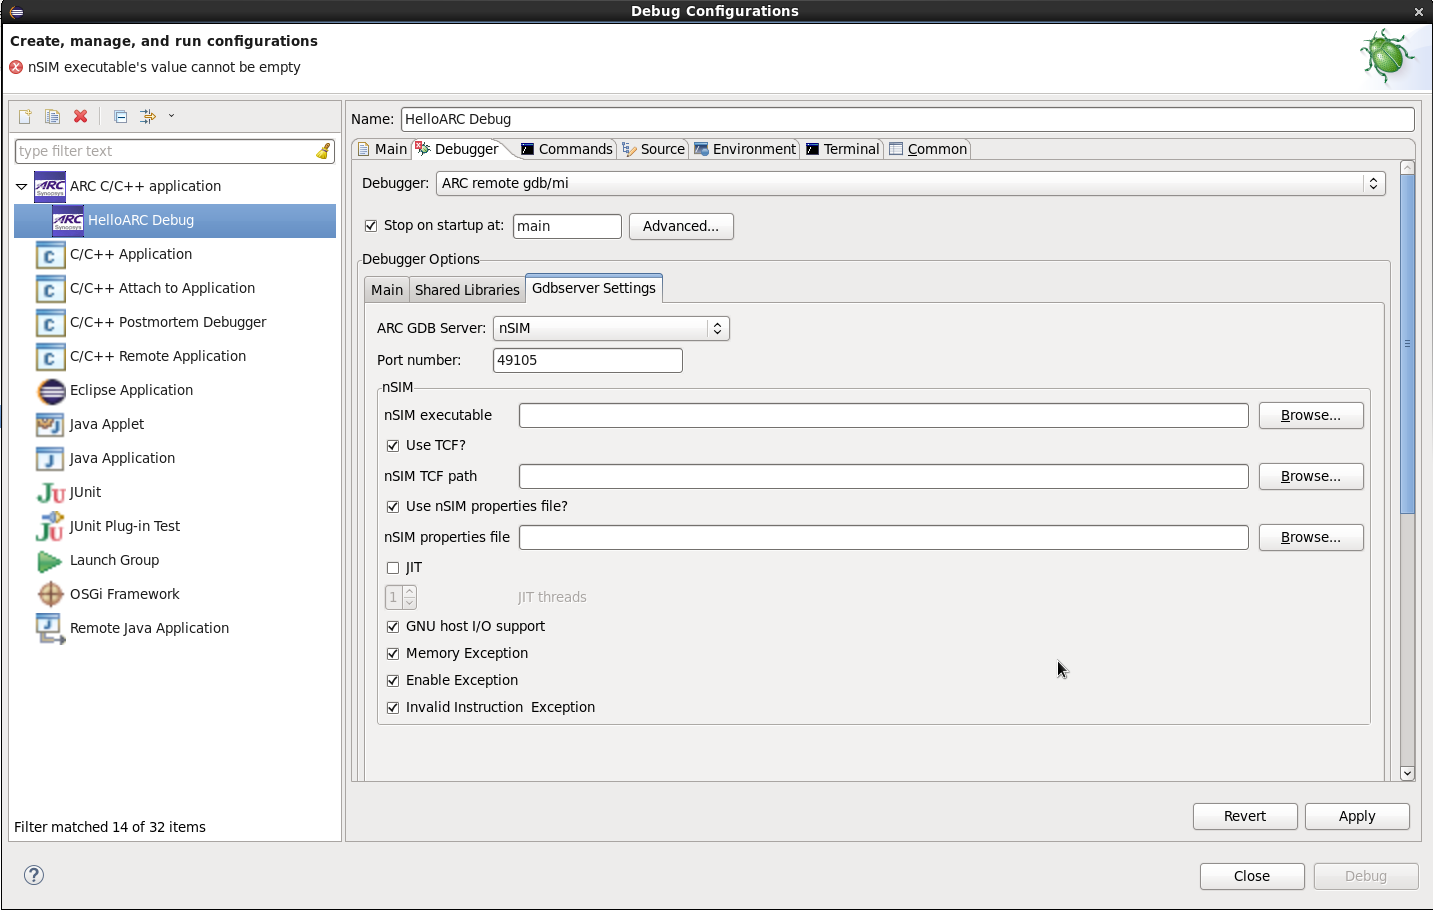 Debug Configurations
Create, manage, and run configurations
nSIM executable's value cannot be empty
type filter text
ARC C/C++ application
HelloARC Debug
C/C++ Application
C/C++ Attach to Application
C/C++ Postmortem Debugger
C/C++ Remote Application
Eclipse Application
Java Applet
Java Application
JUnit
JUnit Plug-in Test
Launch Group
OSGi Framework
Remote Java Application
Filter matched 14 of 32 items
Name: HelloARC Debug
Main Debugger Commands Source Environment Terminal Common
Debugger: ARC remote gdb/mi
Stop on startup at: main Advanced...
Debugger Options
Main Shared Libraries Gdbserver Settings
ARC GDB Server: nSIM
Port number: 49105
nSIM
nSIM executable Browse...
Use TCF?
nSIM TCF path Browse...
Use nSIM properties file?
nSIM properties file Browse...
JIT
1 JIT threads
GNU host I/O support
Memory Exception
Enable Exception
Invalid Instruction Exception
Revert Apply
Close Debug